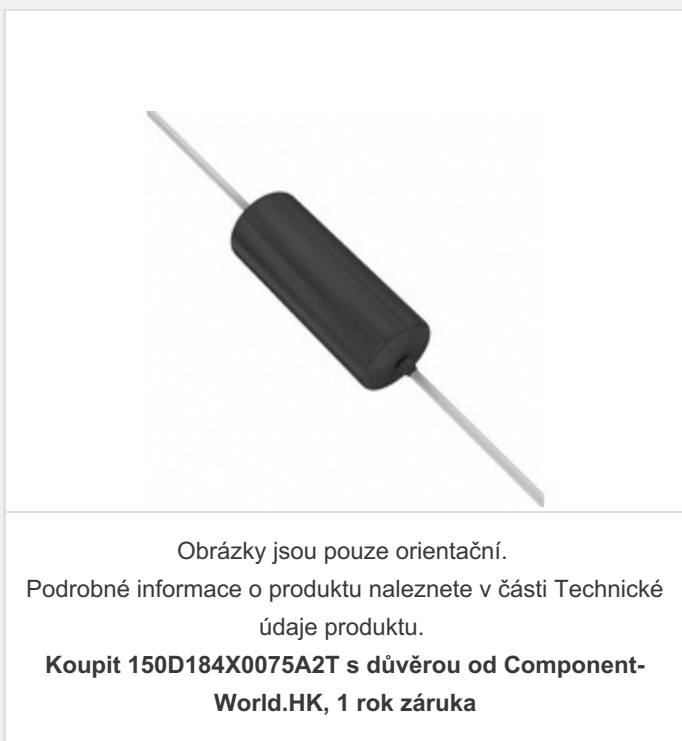 Obrázky jsou pouze orientační.
Podrobné informace o produktu naleznete v části Technické
údaje produktu.
Koupit 150D184X0075A2T s důvěrou od Component-
World.HK, 1 rok záruka